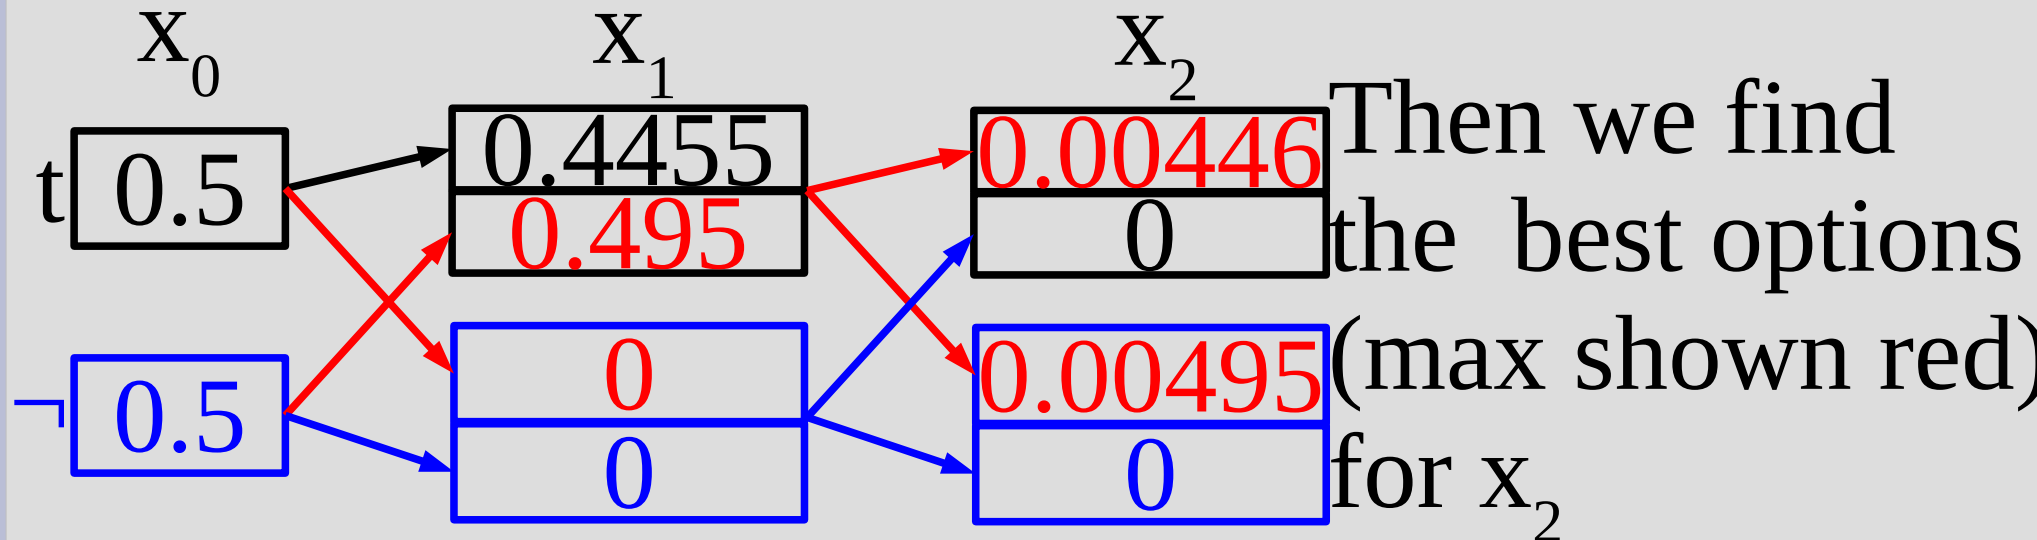 x₀ x₁ x₂
t 0.5 0.4455 0.00446 Then we find
0.495 0 the best options
¬ 0.5 0 0.00495 (max shown red)
0 0 for x₂